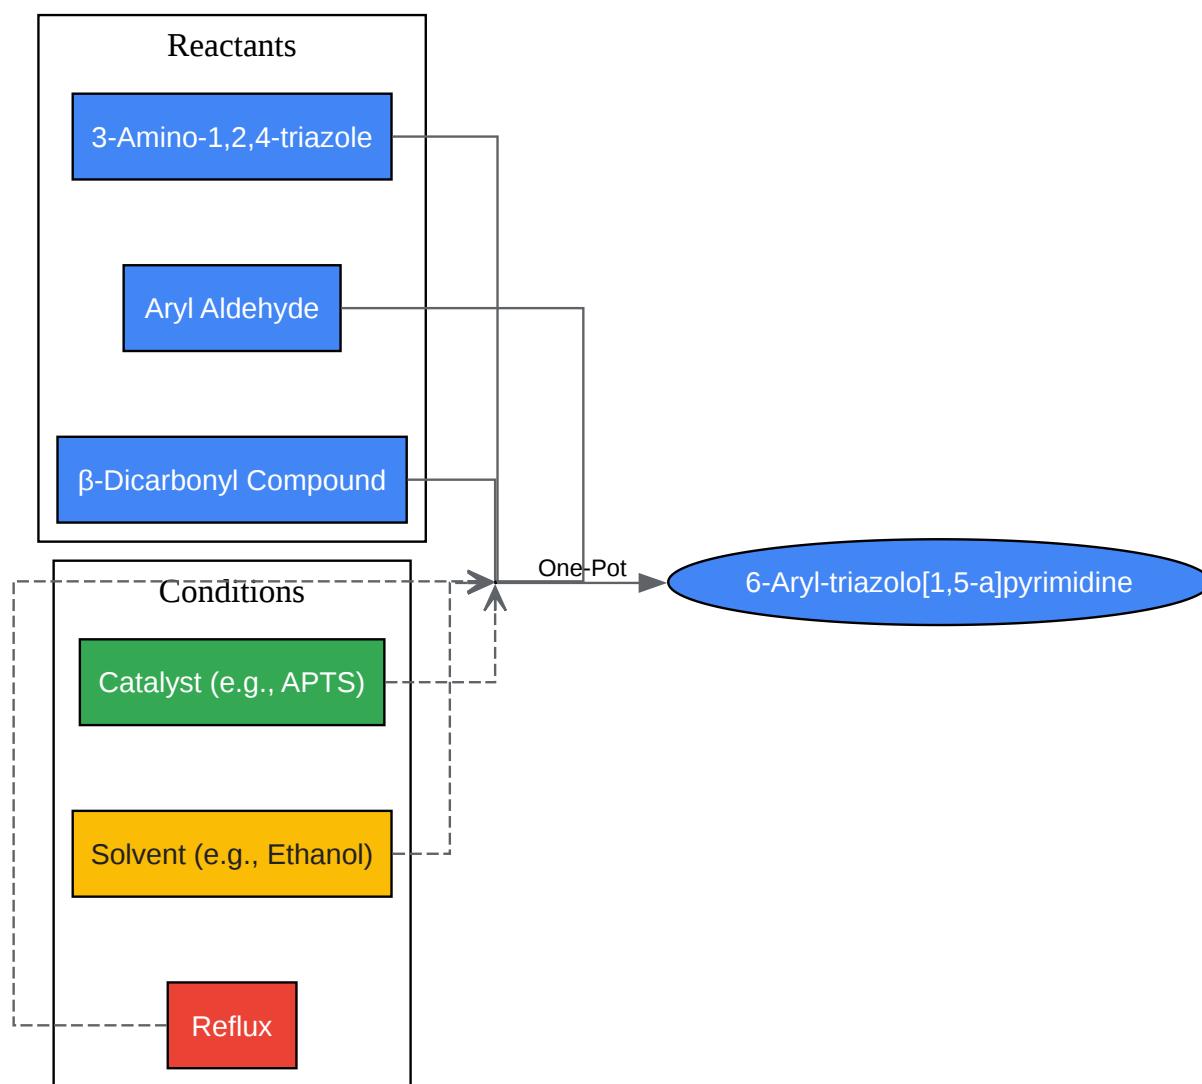 Reactants
3-Amino-1,2,4-triazole
Aryl Aldehyde
β-Dicarbonyl Compound
One-Pot
6-Aryl-triazolo[1,5-a]pyrimidine
Conditions
Catalyst (e.g., APTS)
Solvent (e.g., Ethanol)
Reflux